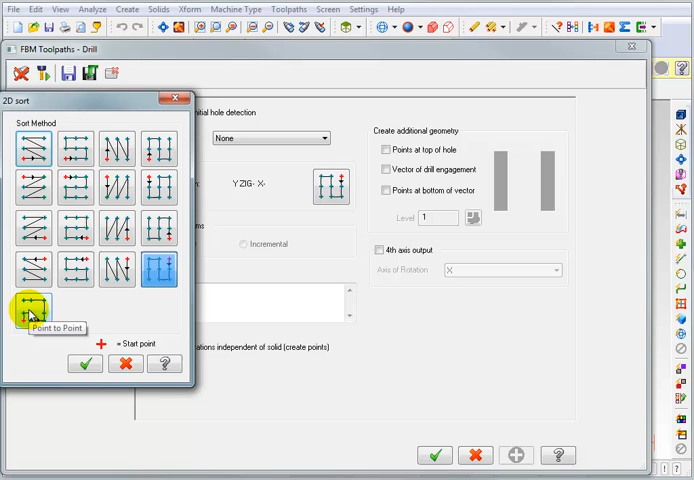 File Edit View Analyze Create Solids Xform Machine Type Toolpaths Screen Settings Help
FBM Toolpaths - Drill
2D sort
Sort Method
Point to Point
= Start point
nitial hole detection
None
YZIG- X-
Incremental
rations independent of solid (create points)
Create additional geometry
Points at top of hole
Vector of drill engagement
Points at bottom of vector
Level 1
4th axis output
Axis of Rotation X